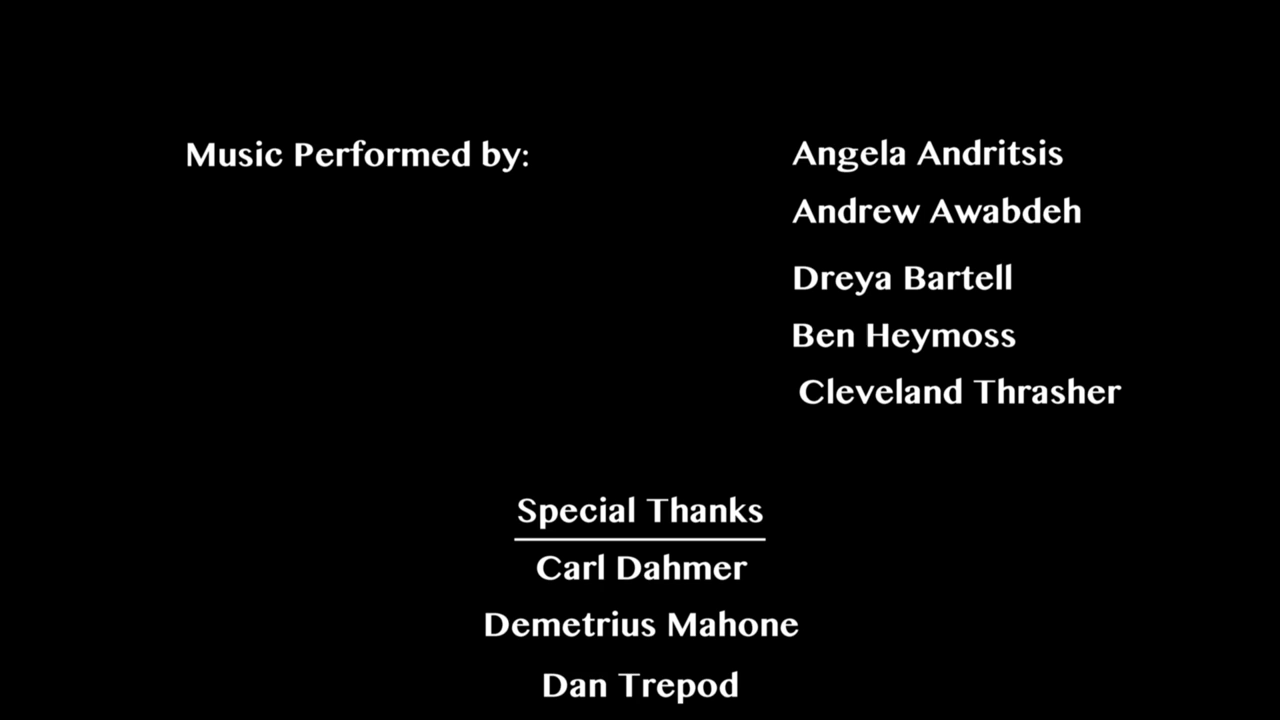 Music Performed by:
Angela Andritsis
Andrew Awabdeh
Dreya Bartell
Ben Heymoss
Cleveland Thrasher
Special Thanks
Carl Dahmer
Demetrius Mahone
Dan Trepod